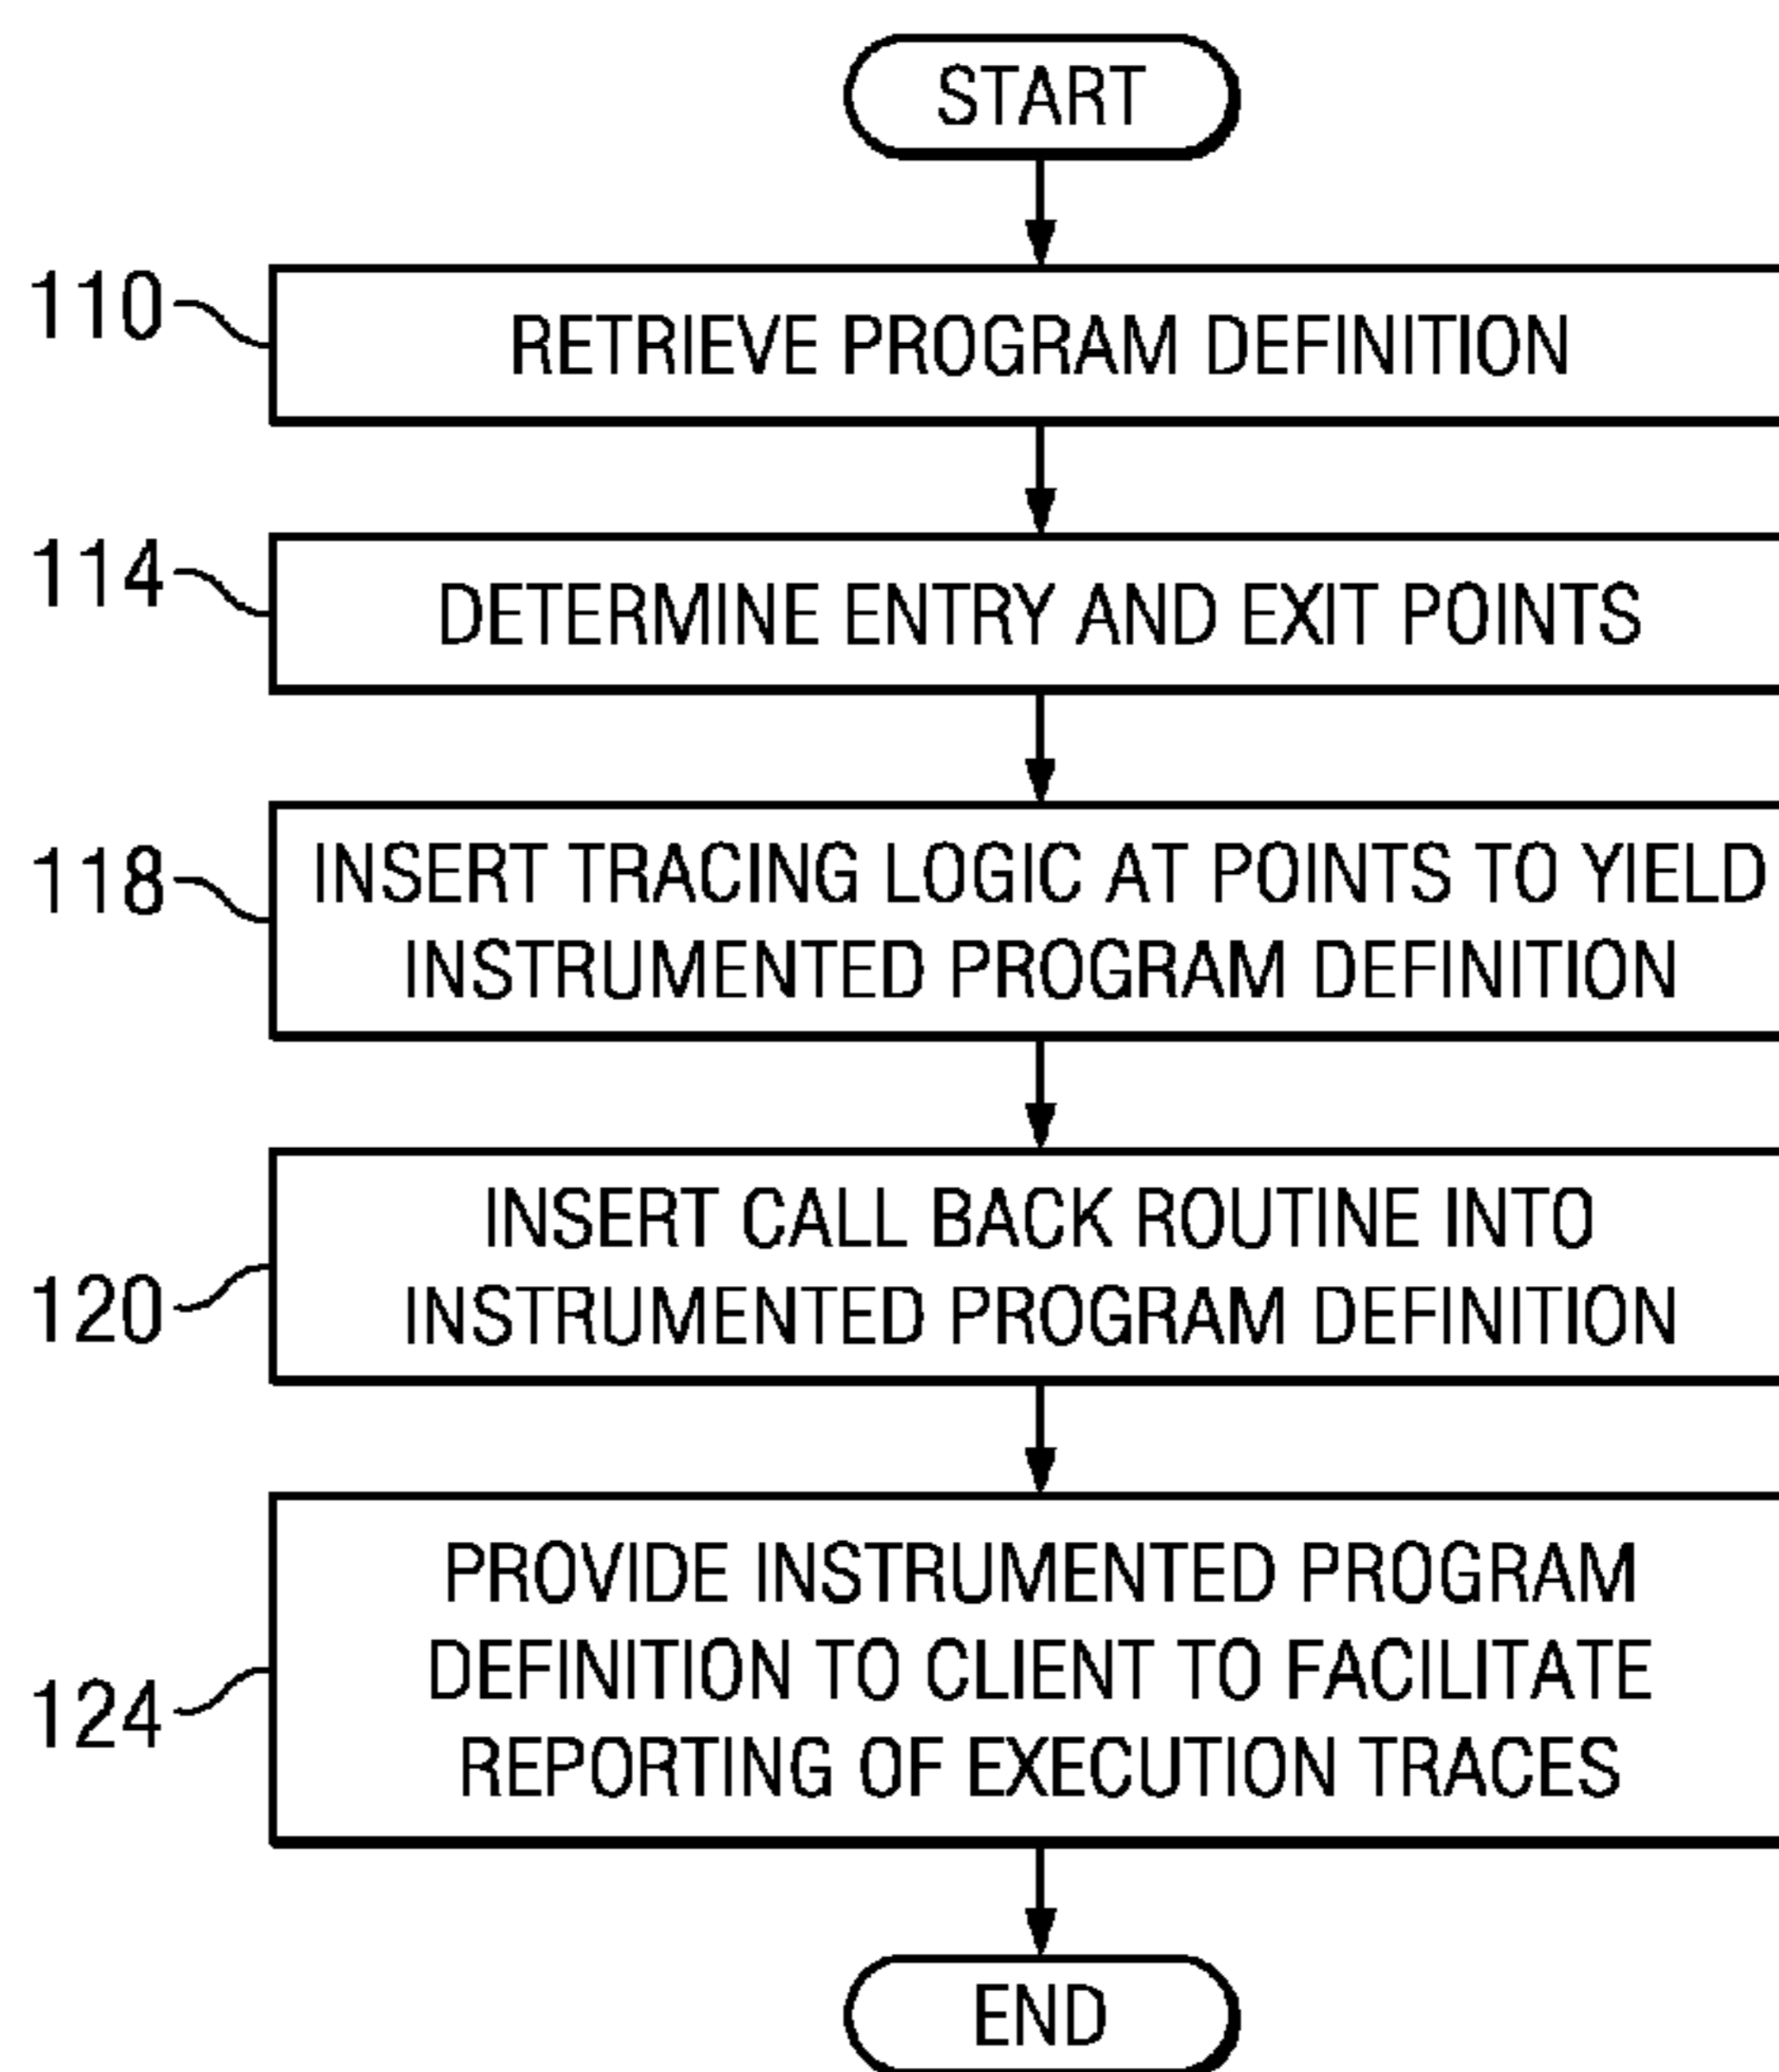 START
110
RETRIEVE PROGRAM DEFINITION
114
DETERMINE ENTRY AND EXIT POINTS
118
INSERT TRACING LOGIC AT POINTS TO YIELD
INSTRUMENTED PROGRAM DEFINITION
120
INSERT CALL BACK ROUTINE INTO
INSTRUMENTED PROGRAM DEFINITION
124
PROVIDE INSTRUMENTED PROGRAM
DEFINITION TO CLIENT TO FACILITATE
REPORTING OF EXECUTION TRACES
END